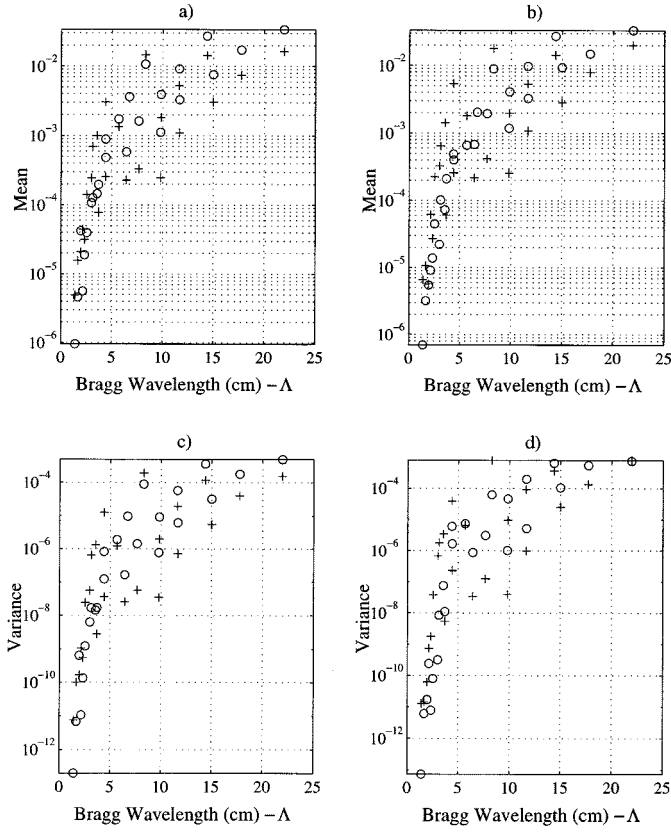 a)
b)
10^-2
10^-3
10^-4
10^-5
10^-6
Mean
0 5 10 15 20 25
Bragg Wavelength (cm) – Λ
10^-2
10^-3
10^-4
10^-5
10^-6
Mean
0 5 10 15 20 25
Bragg Wavelength (cm) – Λ
c)
d)
10^-4
10^-6
10^-8
10^-10
10^-12
Variance
0 5 10 15 20 25
Bragg Wavelength (cm) – Λ
10^-4
10^-6
10^-8
10^-10
10^-12
Variance
0 5 10 15 20 25
Bragg Wavelength (cm) – Λ